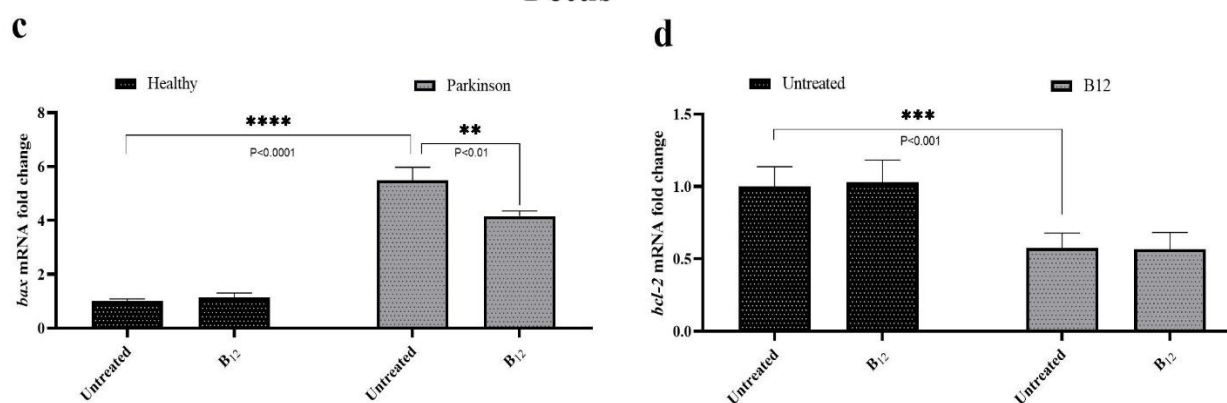 c
Healthy
Parkinson
bax mRNA fold change
8
6
4
2
0
****
P<0.0001
**
P<0.01
Untreated
B12
Untreated
B12
d
Untreated
B12
bcl-2 mRNA fold change
1.5
1.0
0.5
0.0
***
P<0.001
Untreated
B12
Untreated
B12